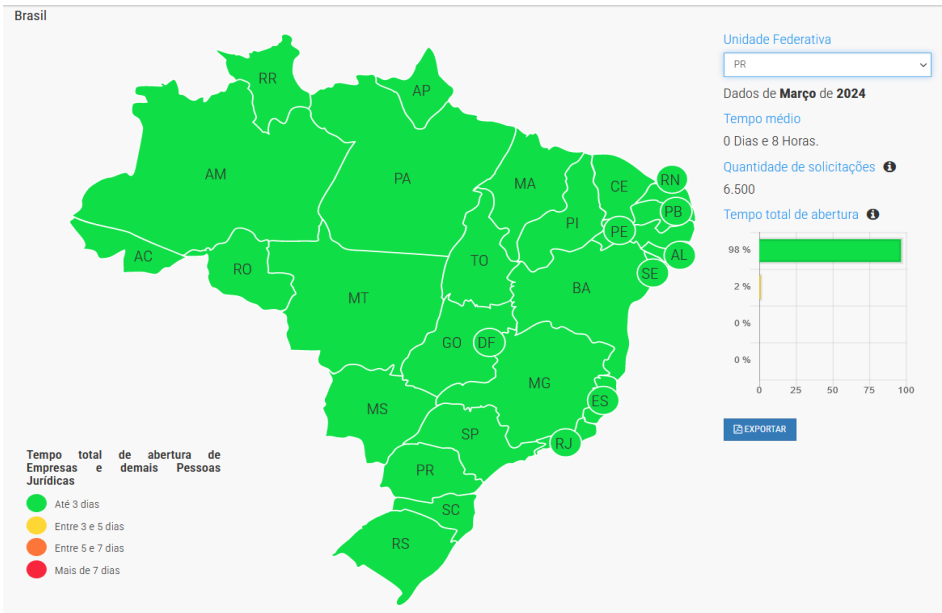 Brasil
RR
AP
AM
PA
MA
CE
RN
PB
PI
PE
AL
SE
AC
RO
TO
BA
MT
GO
DF
MG
ES
MS
SP
RJ
PR
SC
RS
Tempo total de abertura de
Empresas e demais Pessoas
Jurídicas
Até 3 dias
Entre 3 e 5 dias
Entre 5 e 7 dias
Mais de 7 dias
Unidade Federativa
PR
Dados de Março de 2024
Tempo médio
0 Dias e 8 Horas.
Quantidade de solicitações
6.500
Tempo total de abertura
98 %
2 %
0 %
0 %
0 25 50 75 100
EXPORTAR